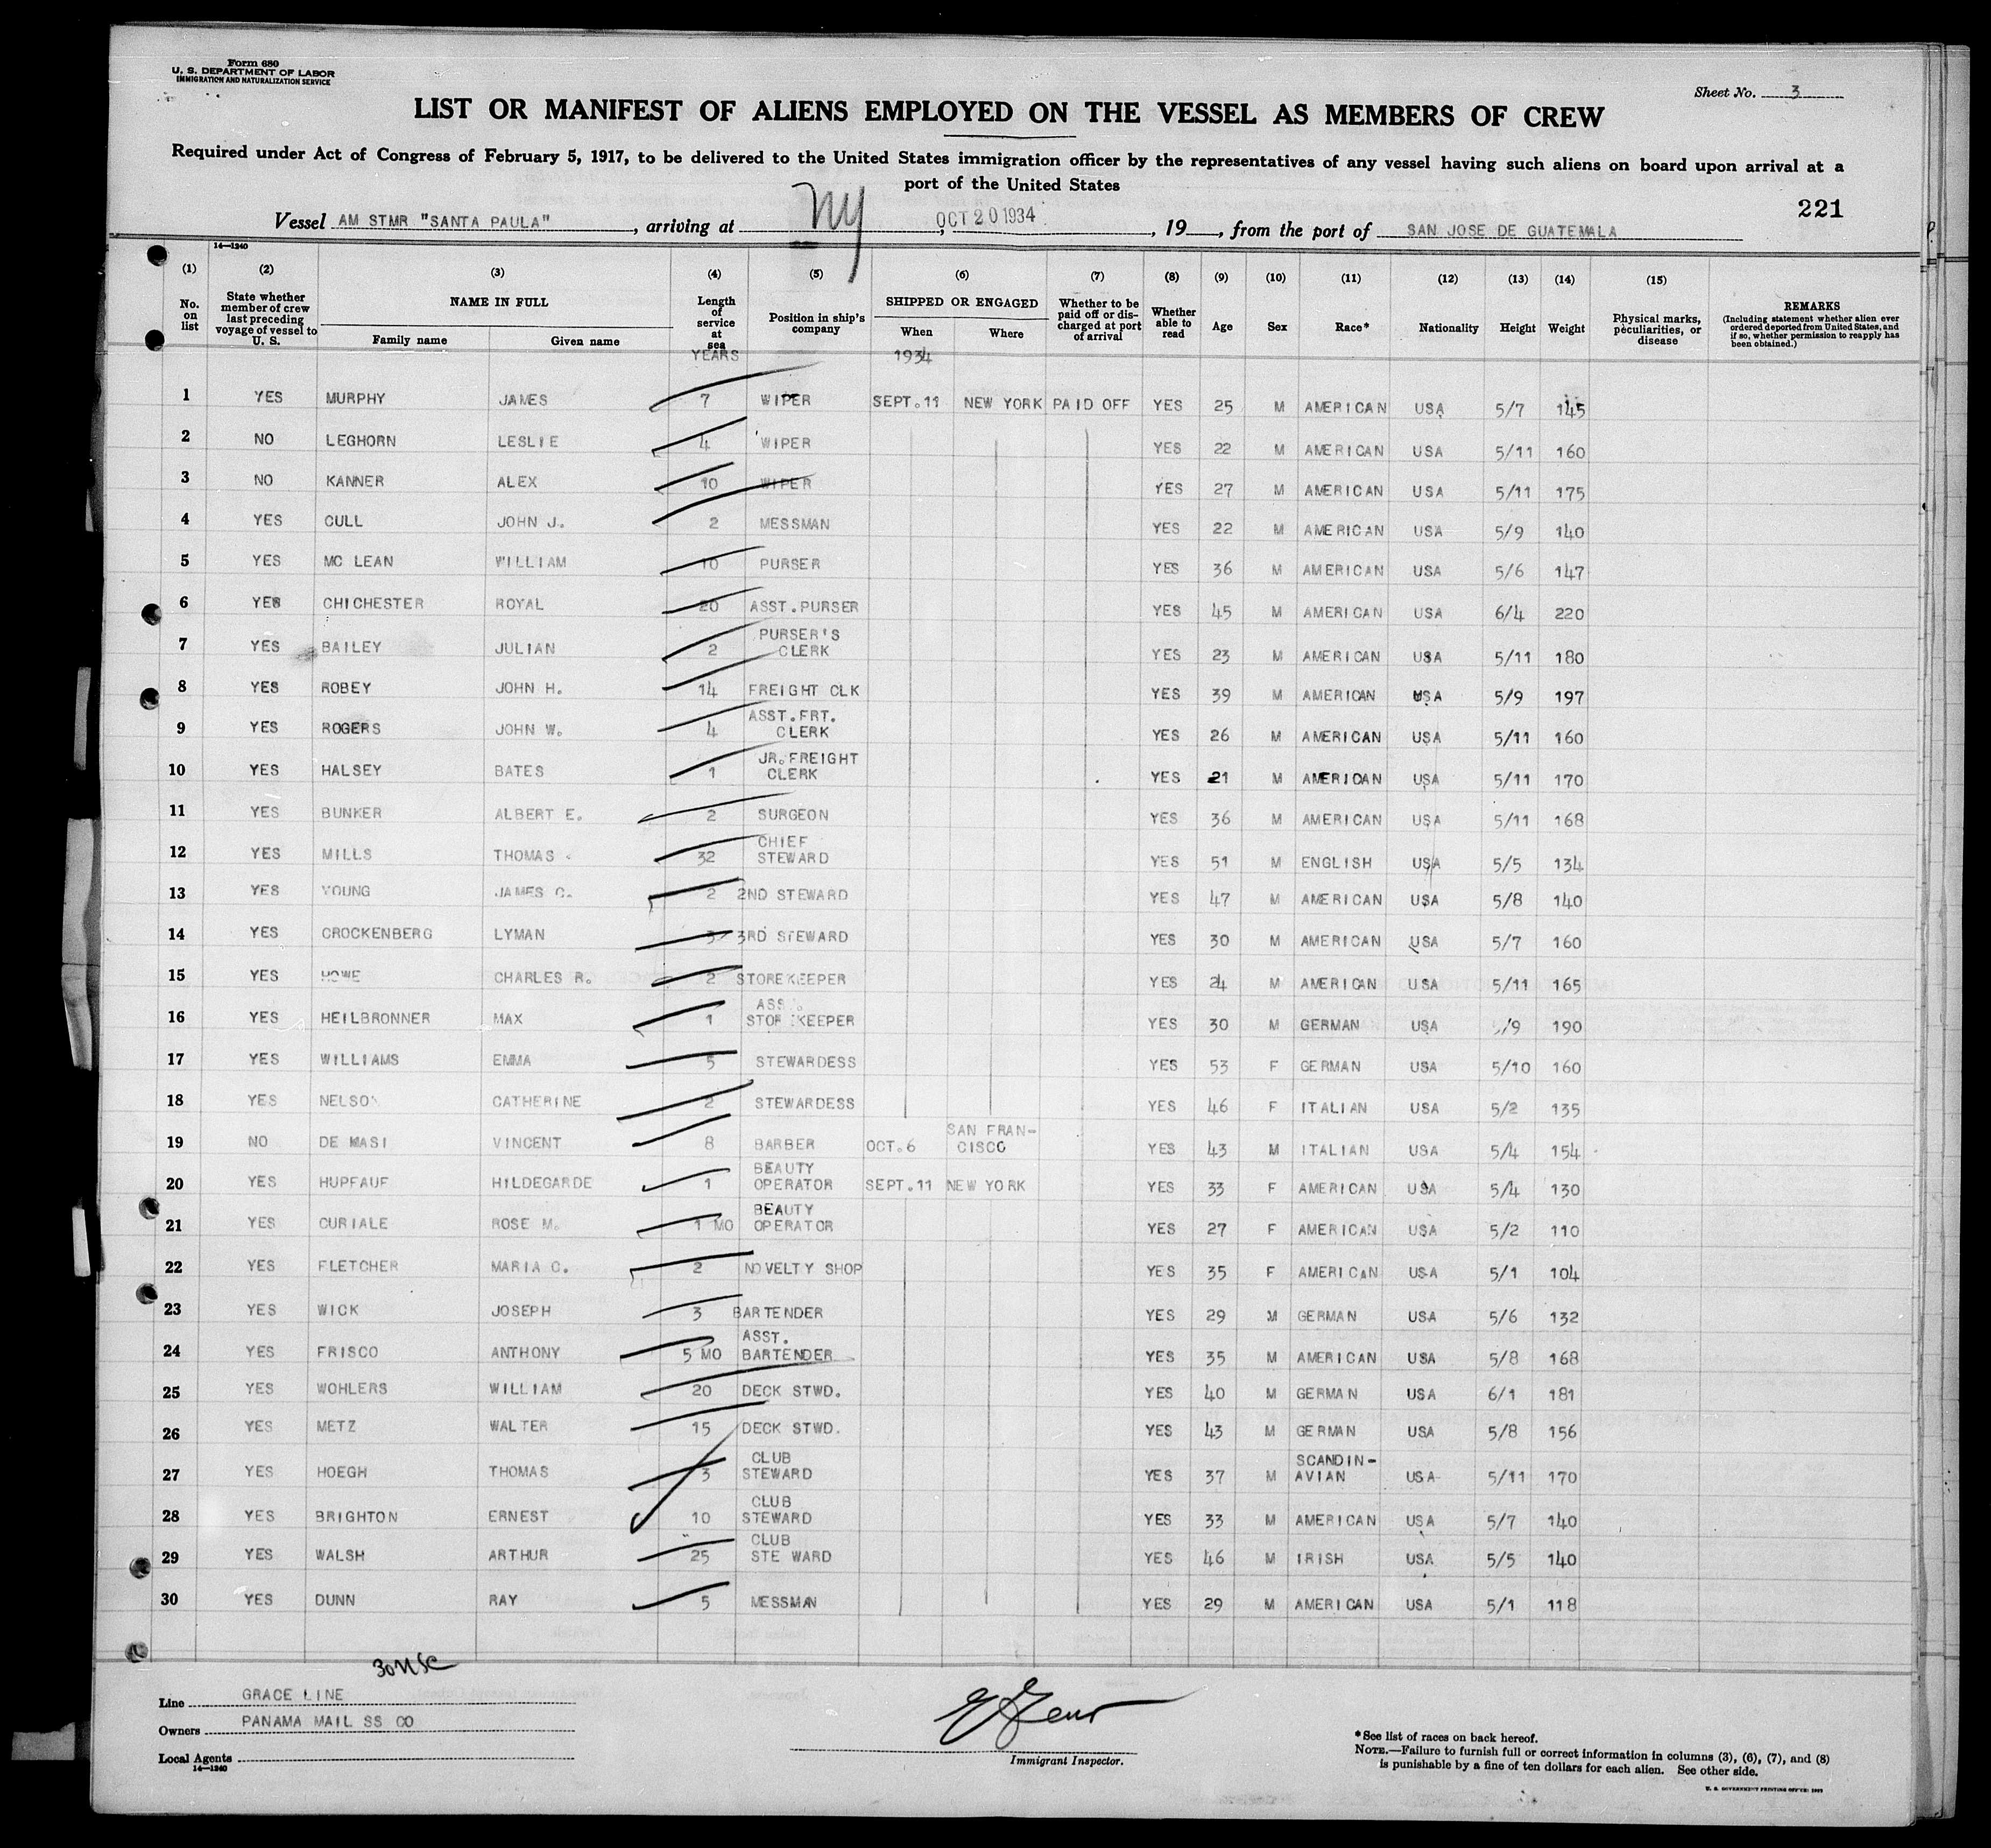 Form 680
U. S. DEPARTMENT OF LABOR
IMMIGRATION AND NATURALIZATION SERVICE
Sheet No. 3
LIST OR MANIFEST OF ALIENS EMPLOYED ON THE VESSEL AS MEMBERS OF CREW
Required under Act of Congress of February 5, 1917, to be delivered to the United States immigration officer by the representatives of any vessel having such aliens on board upon arrival at a
port of the United States
221
Vessel AM STMR "SANTA PAULA", arriving at NY, OCT 20 1934, 19, from the port of SAN JOSE DE GUATEMALA
14—1240
(1) (2) (3) (4) (5) (6) (7) (8) (9) (10) (11) (12) (13) (14) (15)
No. on list State whether member of crew last preceding voyage of vessel to U. S. NAME IN FULL Family name Given name Length of service at sea Position in ship's company SHIPPED OR ENGAGED When Where Whether to be paid off or discharged at port of arrival Whether able to read Age Sex Race* Nationality Height Weight Physical marks, peculiarities, or disease REMARKS (Including statement whether alien ever ordered deported from United States, and if so, whether permission to reapply has been obtained.)
YEARS 1934
1 YES MURPHY JAMES 7 WIPER SEPT.11 NEW YORK PAID OFF YES 25 M AMERICAN USA 5/7 145
2 NO LEGHORN LESLIE 4 WIPER YES 22 M AMERICAN USA 5/11 160
3 NO KANNER ALEX 10 WIPER YES 27 M AMERICAN USA 5/11 175
4 YES CULL JOHN J. 2 MESSMAN YES 22 M AMERICAN USA 5/9 140
5 YES MC LEAN WILLIAM 10 PURSER YES 36 M AMERICAN USA 5/6 147
6 YES CHICHESTER ROYAL 20 ASST.PURSER YES 45 M AMERICAN USA 6/4 220
7 YES BAILEY JULIAN 2 PURSER'S CLERK YES 23 M AMERICAN USA 5/11 180
8 YES ROBEY JOHN H. 14 FREIGHT CLK YES 39 M AMERICAN USA 5/9 197
9 YES ROGERS JOHN W. 4 ASST.FRT. CLERK YES 26 M AMERICAN USA 5/11 160
10 YES HALSEY BATES 1 JR.FREIGHT CLERK YES 21 M AMERICAN USA 5/11 170
11 YES BUNKER ALBERT E. 2 SURGEON YES 36 M AMERICAN USA 5/11 168
12 YES MILLS THOMAS 32 CHIEF STEWARD YES 51 M ENGLISH USA 5/5 134
13 YES YOUNG JAMES C. 2 2ND STEWARD YES 47 M AMERICAN USA 5/8 140
14 YES CROCKENBERG LYMAN 3 3RD STEWARD YES 30 M AMERICAN USA 5/7 160
15 YES HOWE CHARLES R. 2 STOREKEEPER YES 24 M AMERICAN USA 5/11 165
16 YES HEILBRONNER MAX 1 ASST. STOREKEEPER YES 30 M GERMAN USA /9 190
17 YES WILLIAMS EMMA 5 STEWARDESS YES 53 F GERMAN USA 5/10 160
18 YES NELSON CATHERINE 2 STEWARDESS YES 46 F ITALIAN USA 5/2 135
19 NO DE MASI VINCENT 8 BARBER OCT.6 SAN FRAN-CISCO YES 43 M ITALIAN USA 5/4 154
20 YES HUPFAUF HILDEGARDE 1 BEAUTY OPERATOR SEPT.11 NEW YORK YES 33 F AMERICAN USA 5/4 130
21 YES CURIALE ROSE M. 1 MO BEAUTY OPERATOR YES 27 F AMERICAN USA 5/2 110
22 YES FLETCHER MARIA C. 2 NOVELTY SHOP YES 35 F AMERICAN USA 5/1 104
23 YES WICK JOSEPH 3 BARTENDER YES 29 M GERMAN USA 5/6 132
24 YES FRISCO ANTHONY 5 MO ASST. BARTENDER YES 35 M AMERICAN USA 5/8 168
25 YES WOHLERS WILLIAM 20 DECK STWD. YES 40 M GERMAN USA 6/1 181
26 YES METZ WALTER 15 DECK STWD. YES 43 M GERMAN USA 5/8 156
27 YES HOEGH THOMAS 3 CLUB STEWARD YES 37 M SCANDIN-AVIAN USA 5/11 170
28 YES BRIGHTON ERNEST 10 CLUB STEWARD YES 33 M AMERICAN USA 5/7 140
29 YES WALSH ARTHUR 25 CLUB STEWARD YES 46 M IRISH USA 5/5 140
30 YES DUNN RAY 5 MESSMAN YES 29 M AMERICAN USA 5/1 118
Line GRACE LINE
Owners PANAMA MAIL SS CO
Local Agents
14—1240
Immigrant Inspector.
*See list of races on back hereof.
NOTE.—Failure to furnish full or correct information in columns (3), (6), (7), and (8)
is punishable by a fine of ten dollars for each alien. See other side.